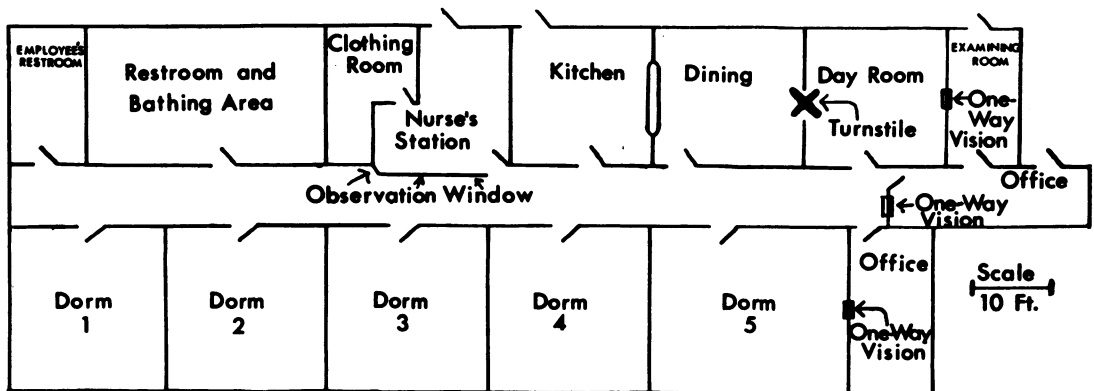 EMPLOYEE'S
RESTROOM
Restroom and
Bathing Area
Clothing
Room
Nurse's
Station
Observation Window
Kitchen
Dining
Day Room
Turnstile
EXAMINING
ROOM
One-
Way
Vision
Office
One-Way
Vision
Dorm
1
Dorm
2
Dorm
3
Dorm
4
Dorm
5
Office
One-Way
Vision
Scale
10 Ft.